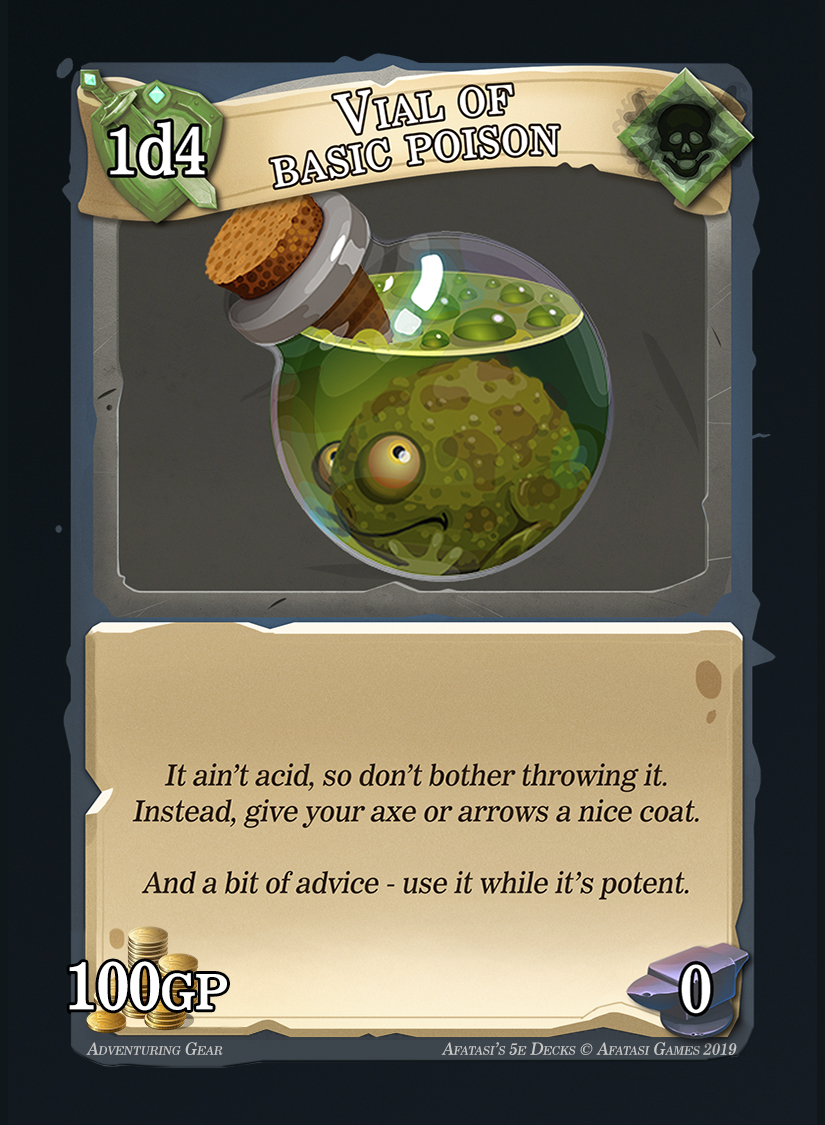 1d4
Vial of
basic poison
It ain't acid, so don't bother throwing it.
Instead, give your axe or arrows a nice coat.
And a bit of advice - use it while it's potent.
100GP
0
Adventuring Gear
Afatasi's 5e Decks © Afatasi Games 2019